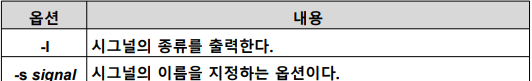 옵션 내용
-l 시그널의 종류를 출력한다.
-s signal 시그널의 이름을 지정하는 옵션이다.